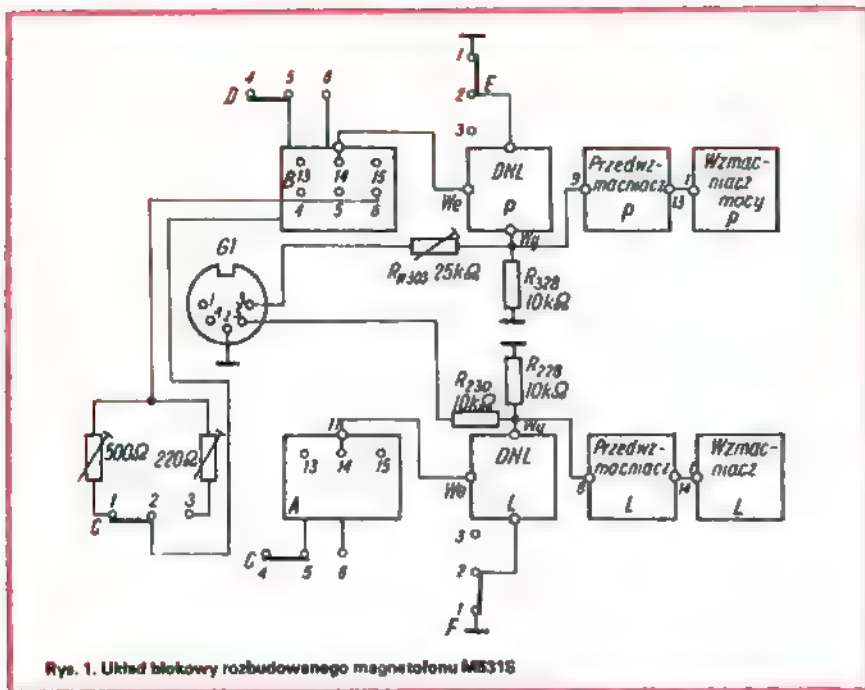 1
4 5 6
D
2 E
3
13 14 15
B
4 5 6
DNL
P
We
Wy
Przedwz-
macniacz
P
9
13
1
Wzmac-
niacz
mocy
P
G1
25kΩ
R328
10kΩ
R228
10kΩ
R230
10kΩ
Wy
500Ω
220Ω
1 2 3
11
13 14 15
A
We
DNL
L
Przedwz-
macniacz
L
14
Wzmac-
niacz
L
3
2
1
F
4 5 6
Rys. 1. Układ blokowy rozbudowanego magnetofonu M531S